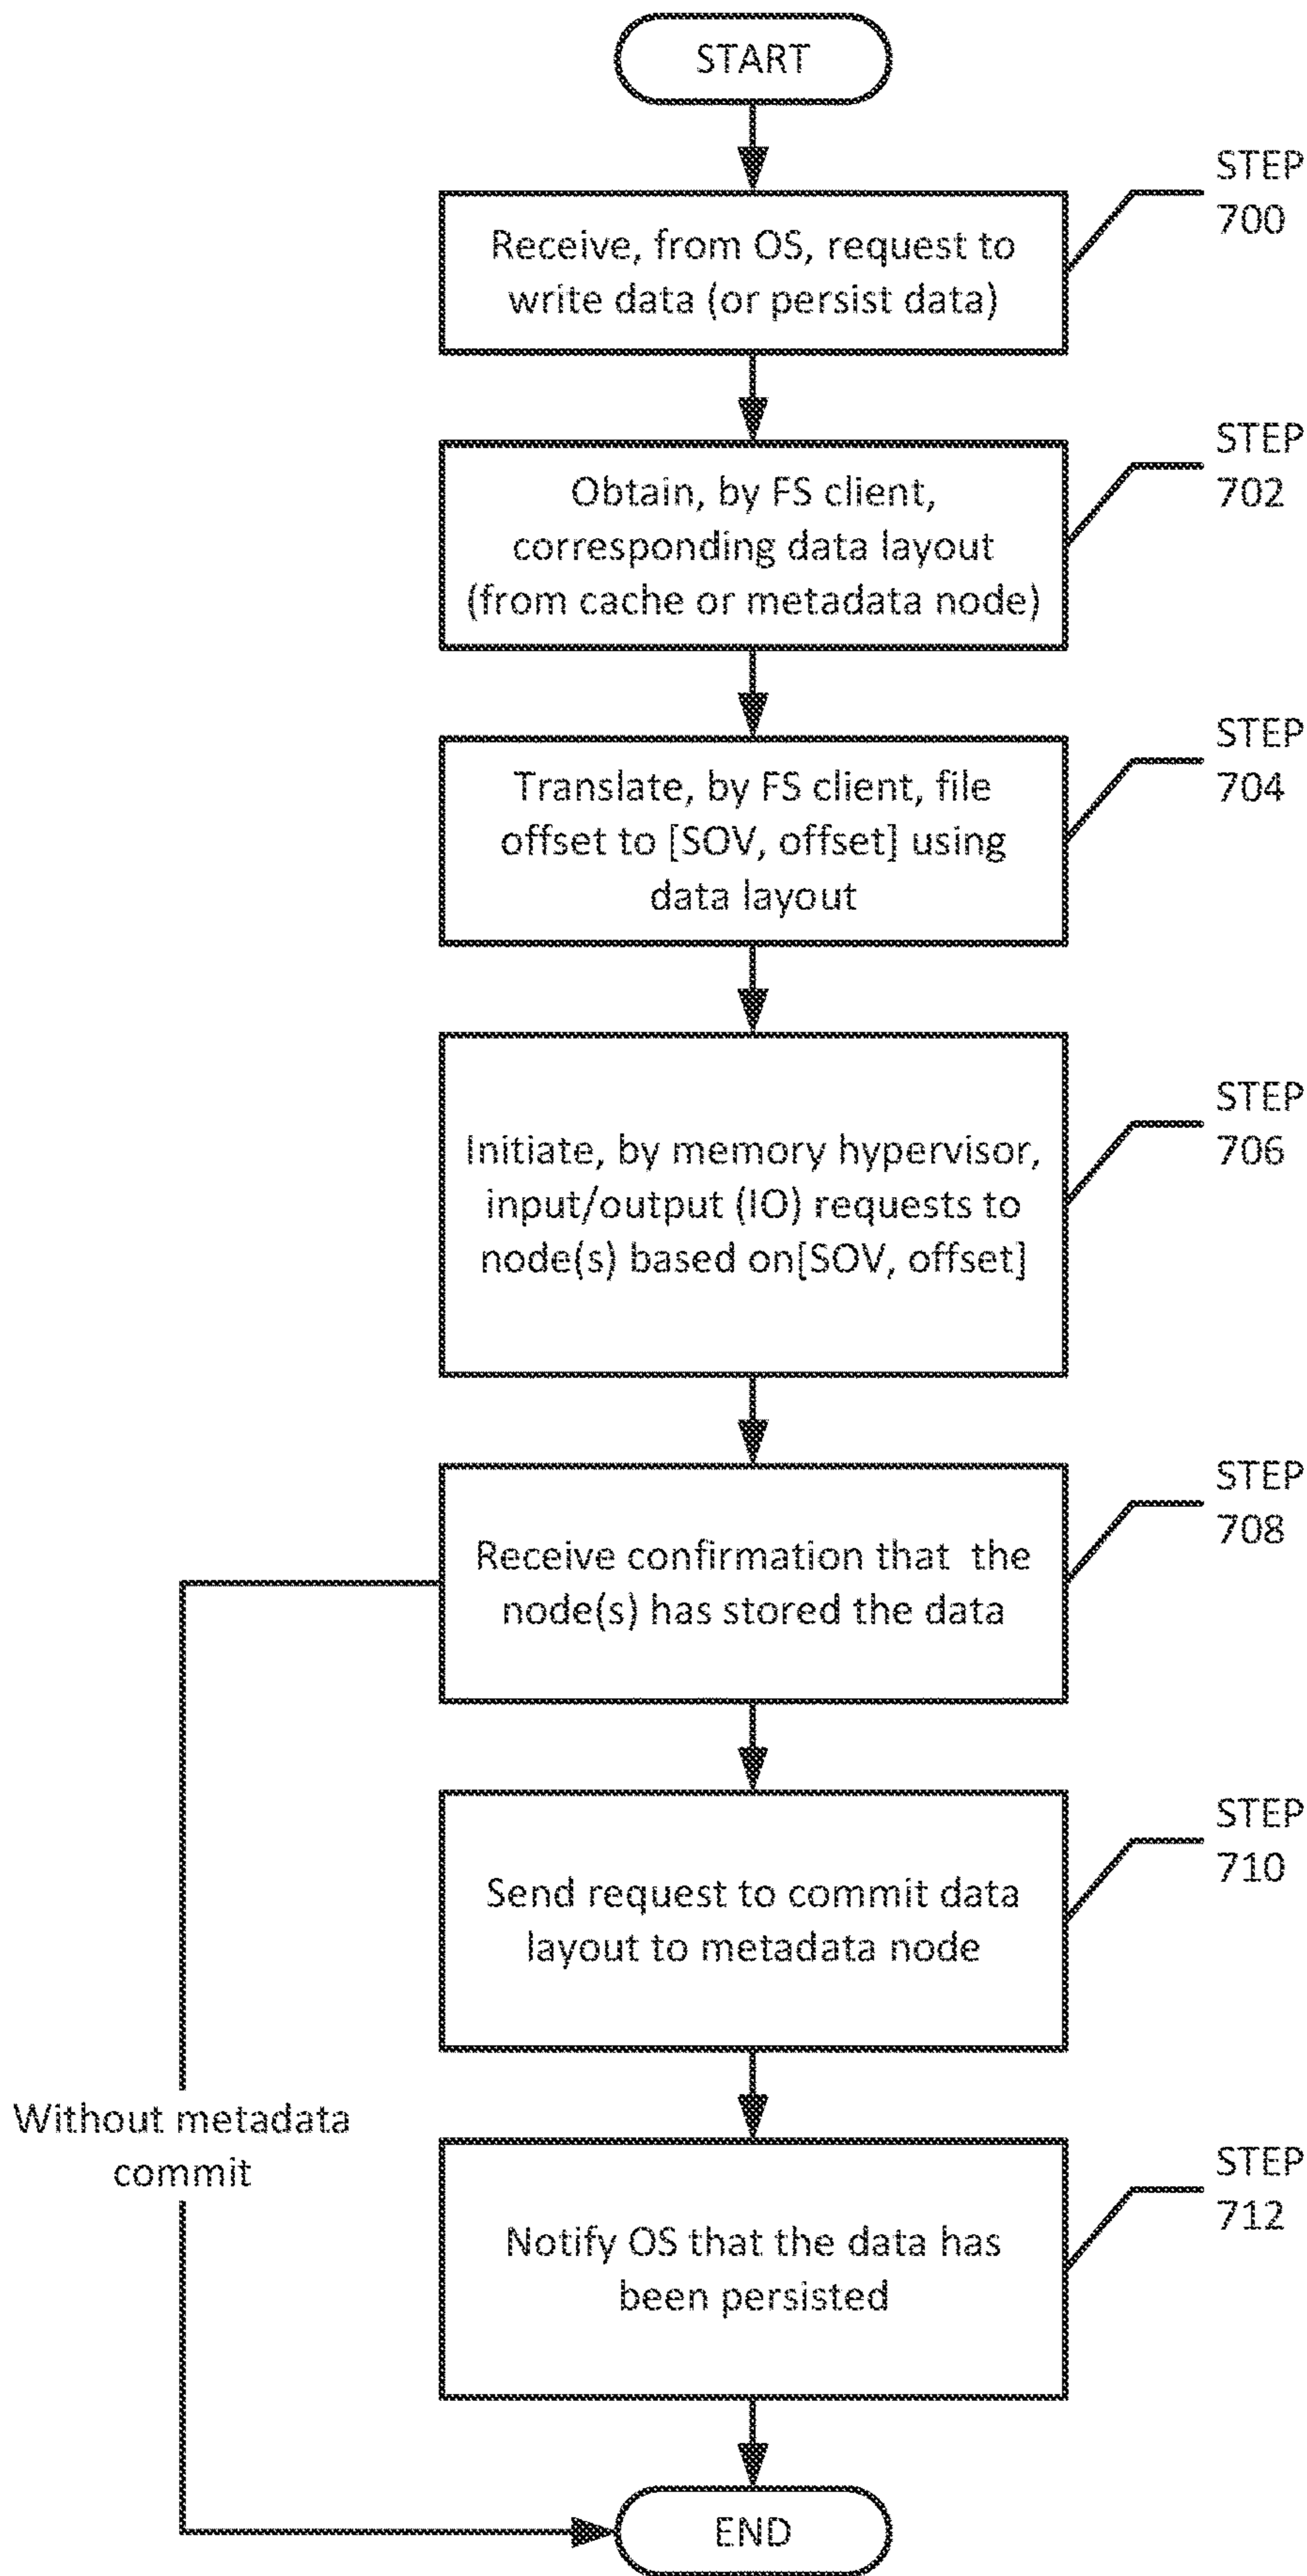 START
STEP
700
Receive, from OS, request to
write data (or persist data)
STEP
702
Obtain, by FS client,
corresponding data layout
(from cache or metadata node)
STEP
704
Translate, by FS client, file
offset to [SOV, offset] using
data layout
STEP
706
Initiate, by memory hypervisor,
input/output (IO) requests to
node(s) based on[SOV, offset]
STEP
708
Receive confirmation that the
node(s) has stored the data
STEP
710
Send request to commit data
layout to metadata node
Without metadata
commit
STEP
712
Notify OS that the data has
been persisted
END